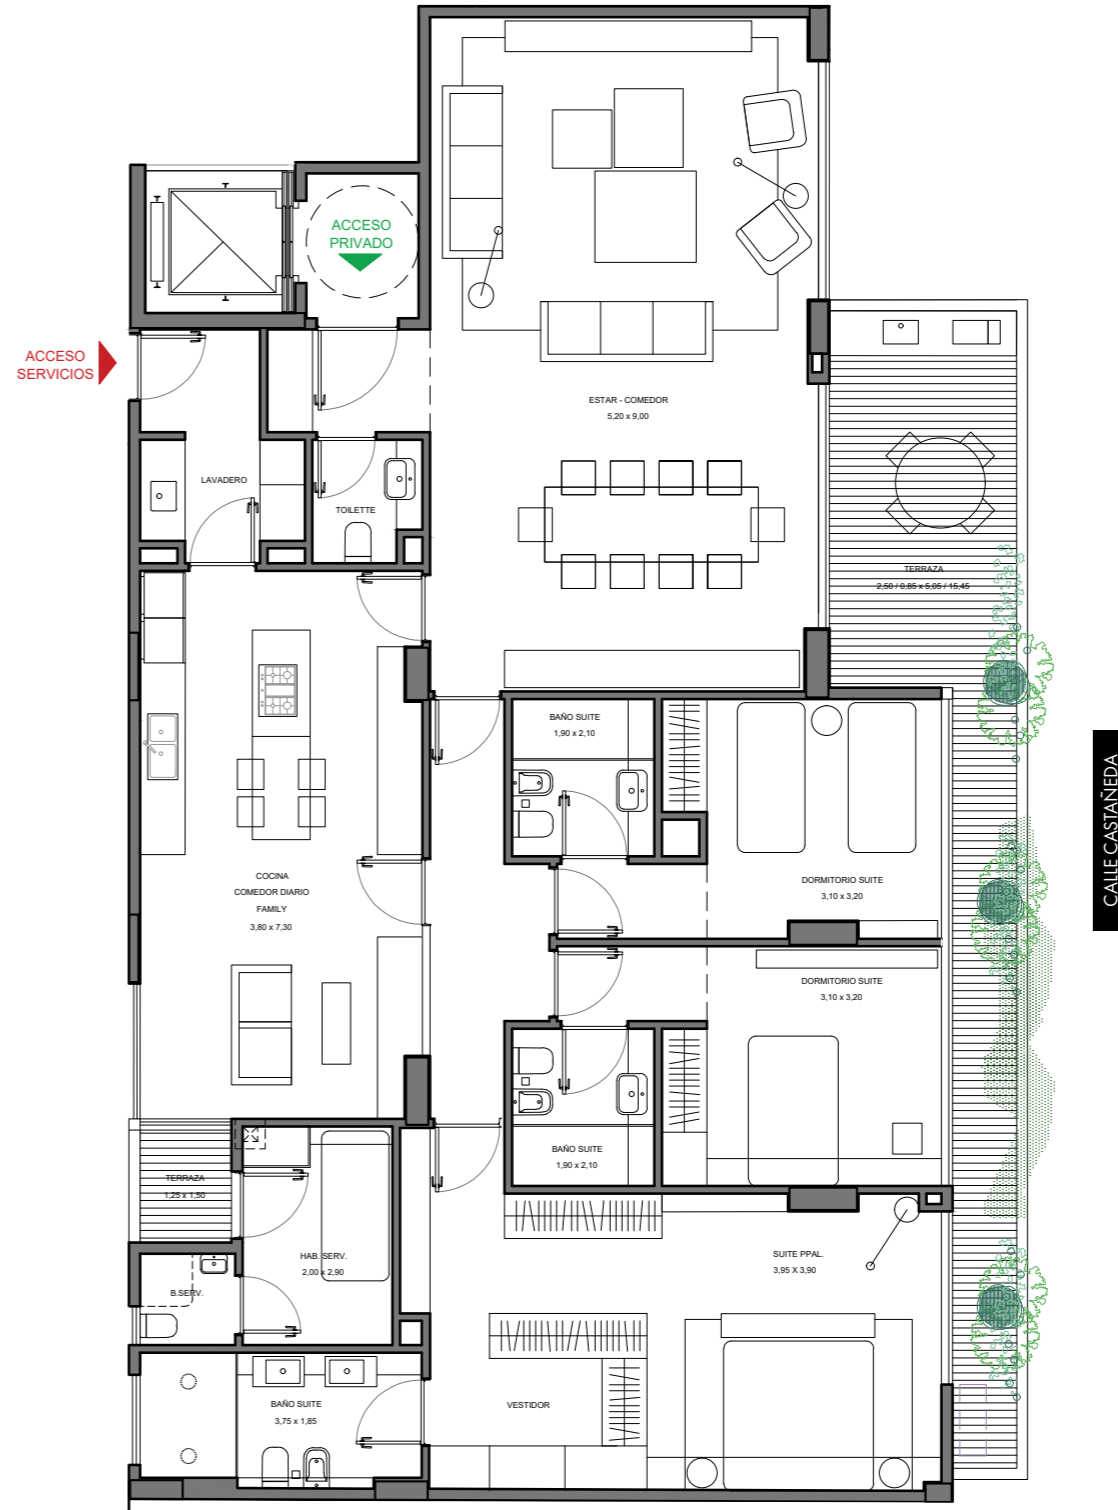 ACCESO
PRIVADO
ACCESO
SERVICIOS
ESTAR - COMEDOR
5,20 x 9,00
LAVADERO
TOILETTE
TERRAZA
2,50 / 0,85 x 5,05 / 15,45
BAÑO SUITE
1,90 x 2,10
CALLE CASTAÑEDA
COCINA
COMEDOR DIARIO
FAMILY
3,80 x 7,30
DORMITORIO SUITE
3,10 x 3,20
DORMITORIO SUITE
3,10 x 3,20
BAÑO SUITE
1,90 x 2,10
TERRAZA
1,25 x 1,50
HAB. SERV.
2,00 x 2,90
SUITE PPAL.
3,95 X 3,90
B.SERV.
BAÑO SUITE
3,75 x 1,85
VESTIDOR